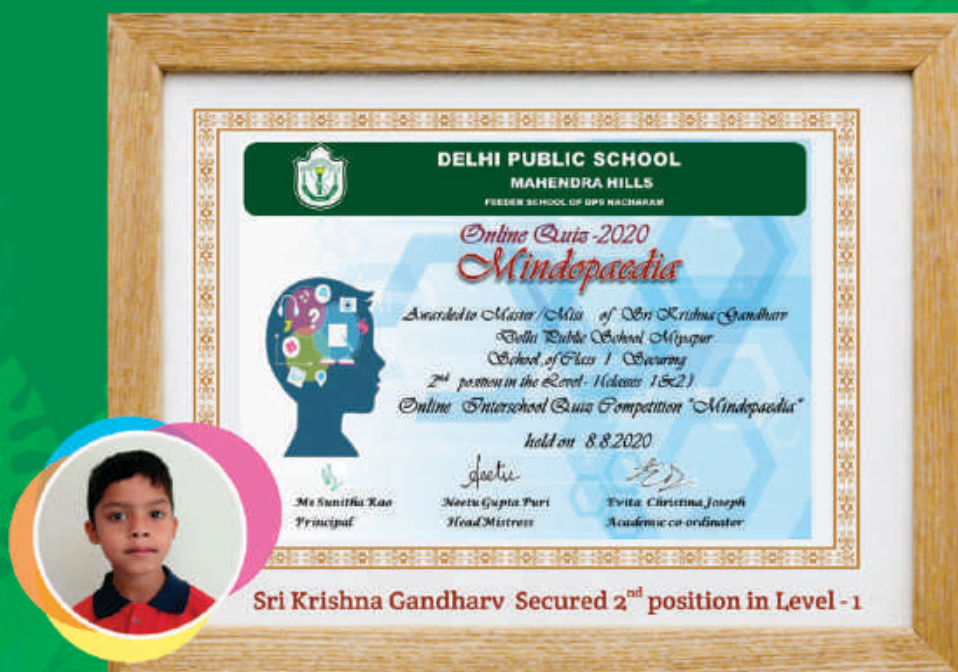 DELHI PUBLIC SCHOOL
MAHENDRA HILLS
FEEDER SCHOOL OF DPS NACHARAM
Online Quiz-2020
Mindopaedia
Awarded to Master/Miss of Sri Krishna Gandharv
Delhi Public School, Miyapur
School, of Class 1 Securing
2nd position in the Level-1(classes 1&2)
Online Interschool Quiz Competition "Mindopaedia"
held on 8.8.2020
Ms Sunitha Rao Neetu Gupta Puri Evita Christina Joseph
Principal Head Mistress Academic co-ordinator
Sri Krishna Gandharv Secured 2nd position in Level - 1